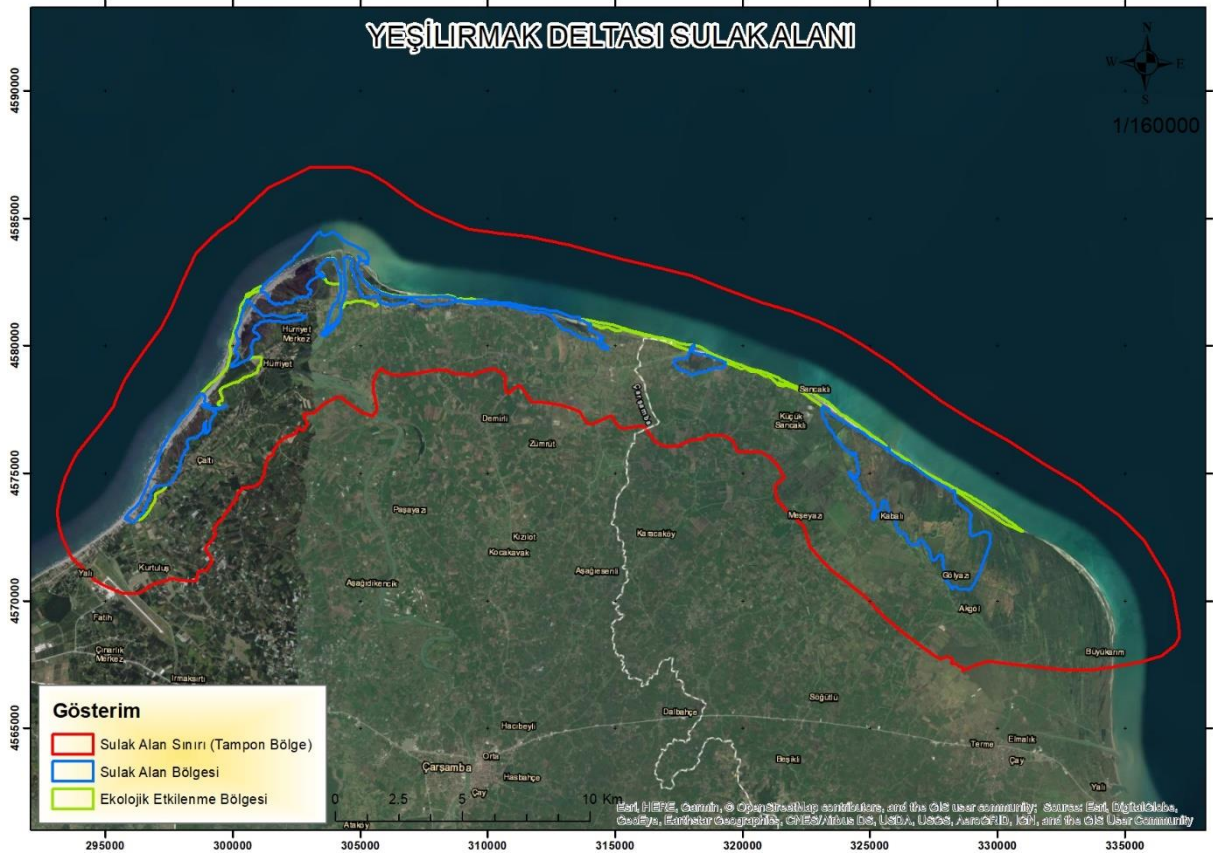 YEŞİLIRMAK DELTASI SULAK ALANI
N
W E
S
1/160000
4590000
4585000
4580000
4575000
4570000
4565000
Hürriyet
Merkez
Hürriyet
Çaltı
Demirli
Zümrüt
Çarşamba
Sancaklı
Küçük
Sancaklı
Paşayazı
Kızılot
Kocakavak
Karacaköy
Meşeyazı
Kabalı
Gölyazı
Akgöl
Aşağıdikencik
Aşağıesenli
Yalı
Kurtuluş
Fatih
Çınarlık
Merkez
Irmaksırtı
Büyükarım
Söğütlü
Dalbahçe
Hacıbeyli
Orta
Çarşamba
Hasbahçe
Çay
Beşikli
Terme
Elmalık
Çay
Yalı
Ataköy
Gösterim
Sulak Alan Sınırı (Tampon Bölge)
Sulak Alan Bölgesi
Ekolojik Etkilenme Bölgesi
0 2.5 5 10 Km
Esri, HERE, Garmin, © OpenStreetMap contributors, and the GIS user community; Source: Esri, DigitalGlobe,
GeoEye, Earthstar Geographics, CNES/Airbus DS, USDA, USGS, AeroGRID, IGN, and the GIS User Community
295000 300000 305000 310000 315000 320000 325000 330000 335000